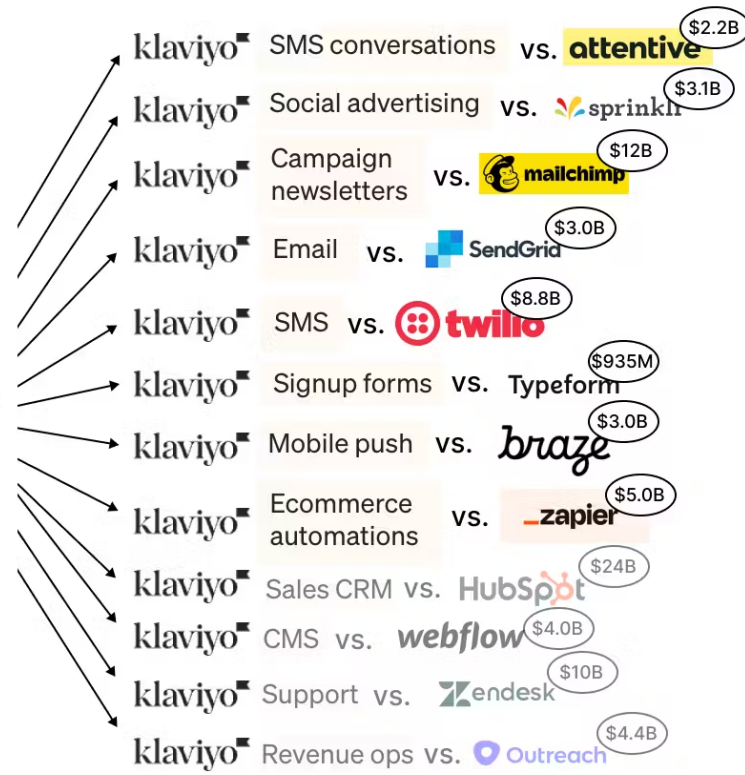 klaviyo SMS conversations vs. attentive $2.2B
klaviyo Social advertising vs. sprinklr $3.1B
klaviyo Campaign newsletters vs. mailchimp $12B
klaviyo Email vs. SendGrid $3.0B
klaviyo SMS vs. twilio $8.8B
klaviyo Signup forms vs. Typeform $935M
klaviyo Mobile push vs. braze $3.0B
klaviyo Ecommerce automations vs. _zapier $5.0B
klaviyo Sales CRM vs. HubSpot $24B
klaviyo CMS vs. webflow $4.0B
klaviyo Support vs. Zendesk $10B
klaviyo Revenue ops vs. Outreach $4.4B